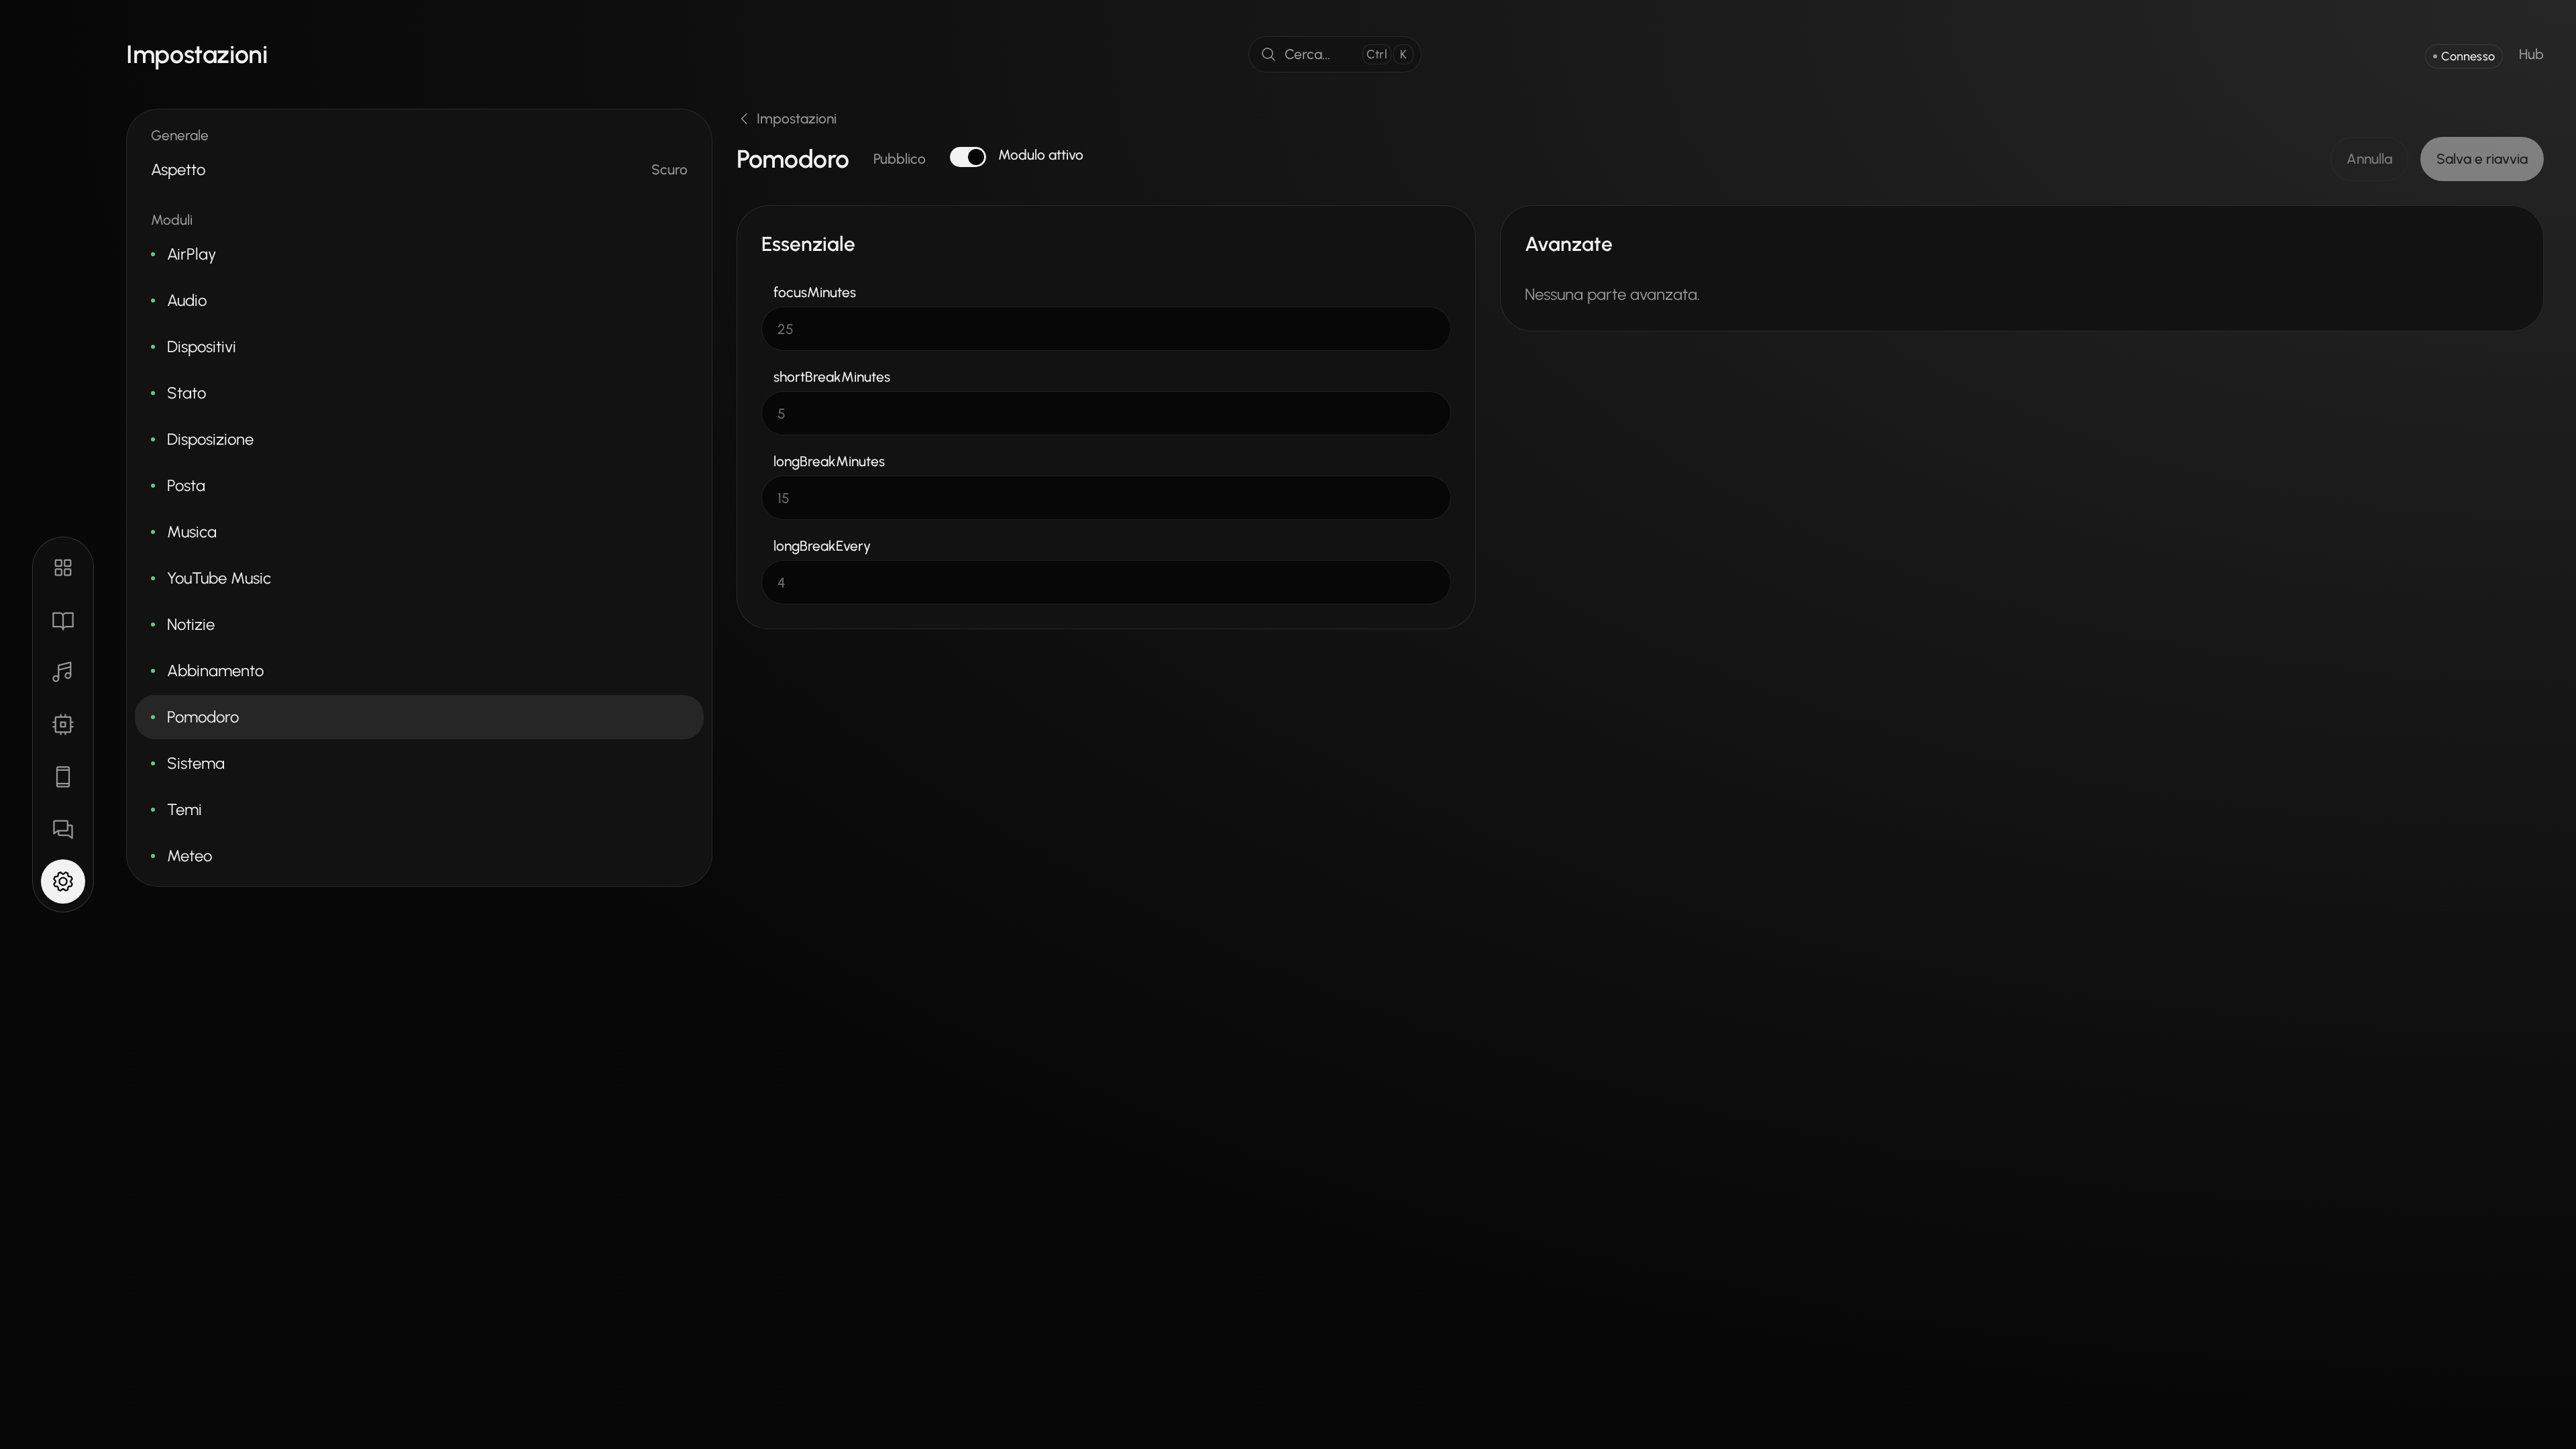 Impostazioni
Cerca...
Ctrl K
Connesso
Hub
Generale
Aspetto
Scuro
Moduli
AirPlay
Audio
Dispositivi
Stato
Disposizione
Posta
Musica
YouTube Music
Notizie
Abbinamento
Pomodoro
Sistema
Temi
Meteo
Impostazioni
Pomodoro
Pubblico
Modulo attivo
Annulla
Salva e riavvia
Essenziale
focusMinutes
25
shortBreakMinutes
5
longBreakMinutes
15
longBreakEvery
4
Avanzate
Nessuna parte avanzata.